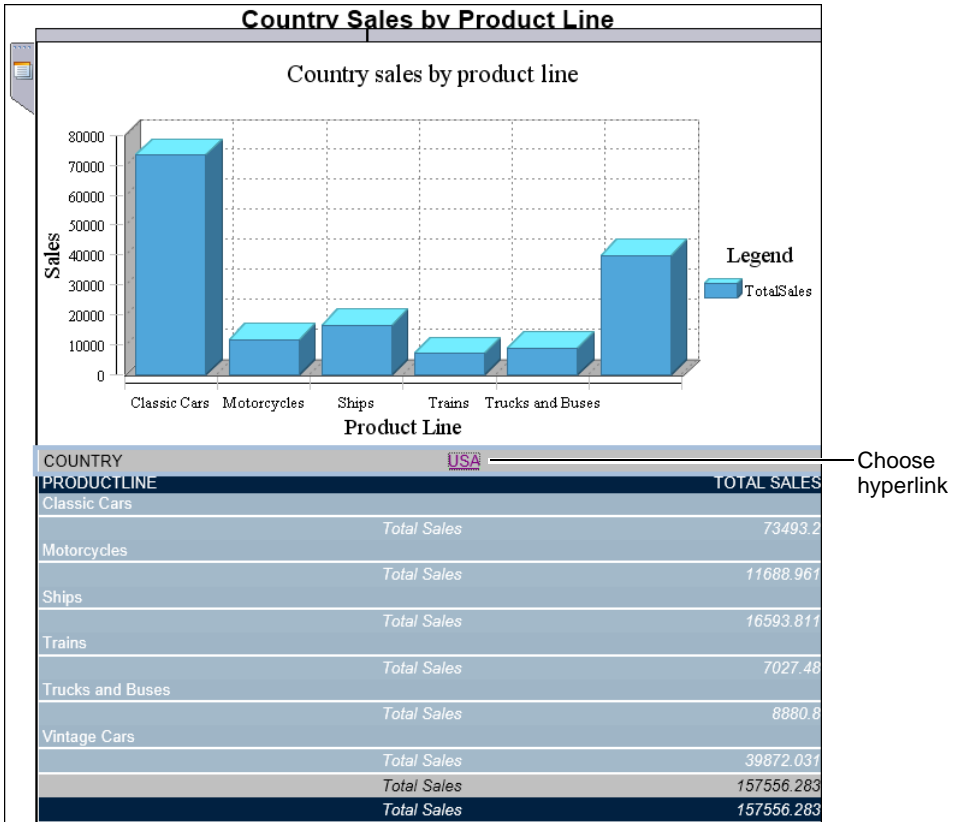 Country Sales by Product Line
Country sales by product line
80000
70000
60000
50000
40000
30000
20000
10000
0
Sales
Classic Cars Motorcycles Ships Trains Trucks and Buses
Product Line
Legend
TotalSales
COUNTRY USA
Choose
hyperlink
PRODUCTLINE TOTAL SALES
Classic Cars
Total Sales 73493.2
Motorcycles
Total Sales 11688.961
Ships
Total Sales 16593.811
Trains
Total Sales 7027.48
Trucks and Buses
Total Sales 8880.8
Vintage Cars
Total Sales 39872.031
Total Sales 157556.283
Total Sales 157556.283